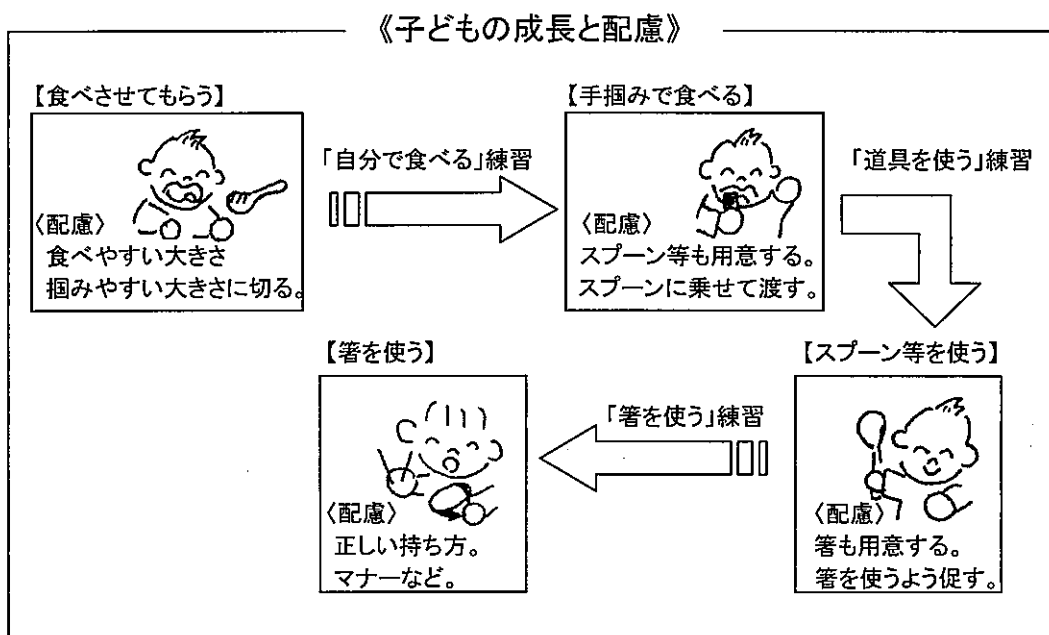 《子どもの成長と配慮》
【食べさせてもらう】
〈配慮〉
食べやすい大きさ
掴みやすい大きさに切る。
「自分で食べる」練習
【手掴みで食べる】
〈配慮〉
スプーン等も用意する。
スプーンに乗せて渡す。
「道具を使う」練習
【スプーン等を使う】
〈配慮〉
箸も用意する。
箸を使うよう促す。
「箸を使う」練習
【箸を使う】
〈配慮〉
正しい持ち方。
マナーなど。